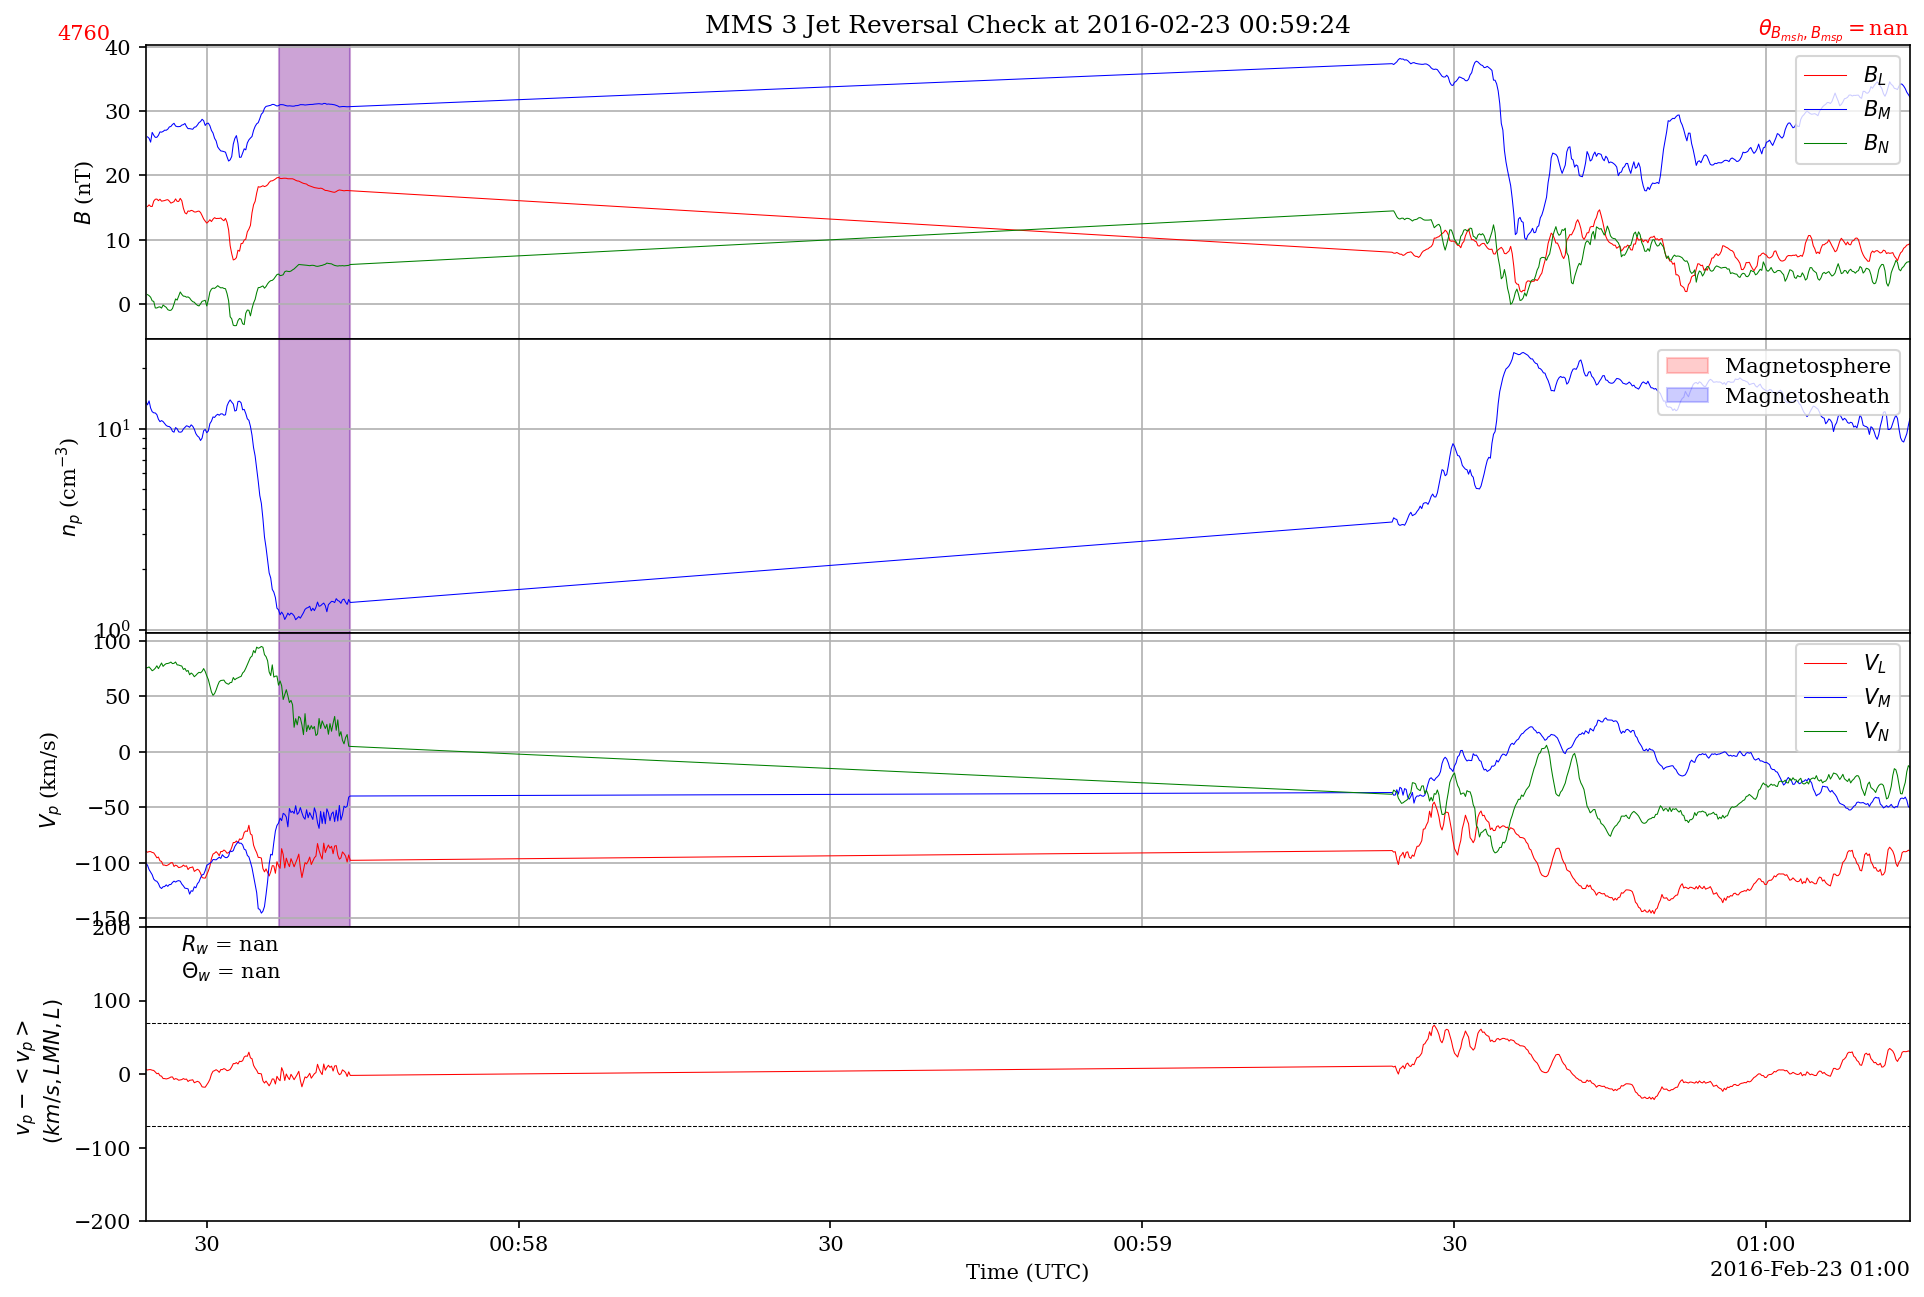 MMS 3 Jet Reversal Check at 2016-02-23 00:59:24
4760
θ_{B_{msh}, B_{msp}} = nan
40
30
20
10
0
B (nT)
B_L
B_M
B_N
10^1
10^0
n_p (cm^{−3})
Magnetosphere
Magnetosheath
100
50
0
−50
−100
−150
V_p (km/s)
V_L
V_M
V_N
200
100
0
−100
−200
v_p − < v_p >
(km/s, LMN, L)
R_w = nan
Θ_w = nan
30
00:58
30
00:59
30
01:00
Time (UTC)
2016-Feb-23 01:00